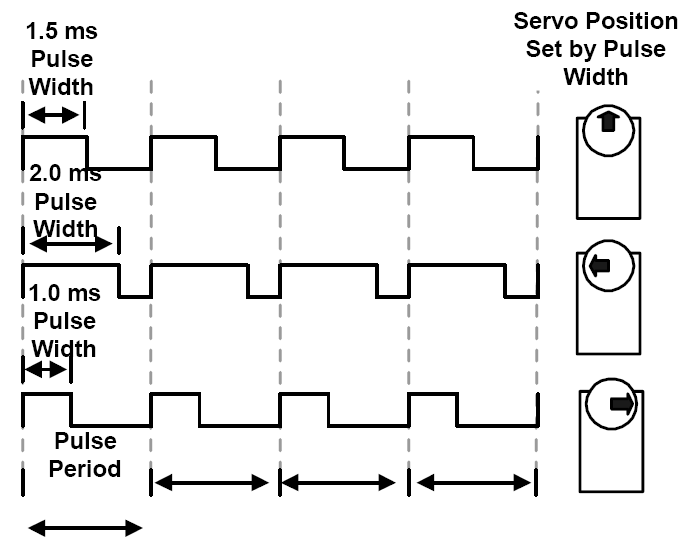 1.5 ms
Pulse
Width
Servo Position
Set by Pulse
Width
2.0 ms
Pulse
Width
1.0 ms
Pulse
Width
Pulse
Period